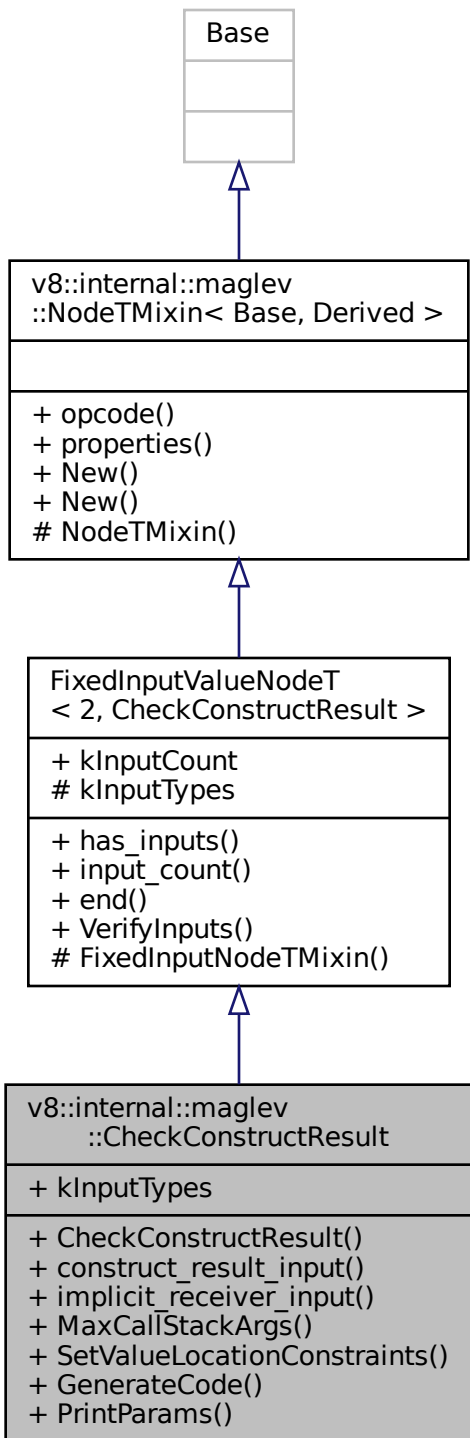 Base
v8::internal::maglev
::NodeTMixin< Base, Derived >
+ opcode()
+ properties()
+ New()
+ New()
# NodeTMixin()
FixedInputValueNodeT
< 2, CheckConstructResult >
+ kInputCount
# kInputTypes
+ has_inputs()
+ input_count()
+ end()
+ VerifyInputs()
# FixedInputNodeTMixin()
v8::internal::maglev
::CheckConstructResult
+ kInputTypes
+ CheckConstructResult()
+ construct_result_input()
+ implicit_receiver_input()
+ MaxCallStackArgs()
+ SetValueLocationConstraints()
+ GenerateCode()
+ PrintParams()